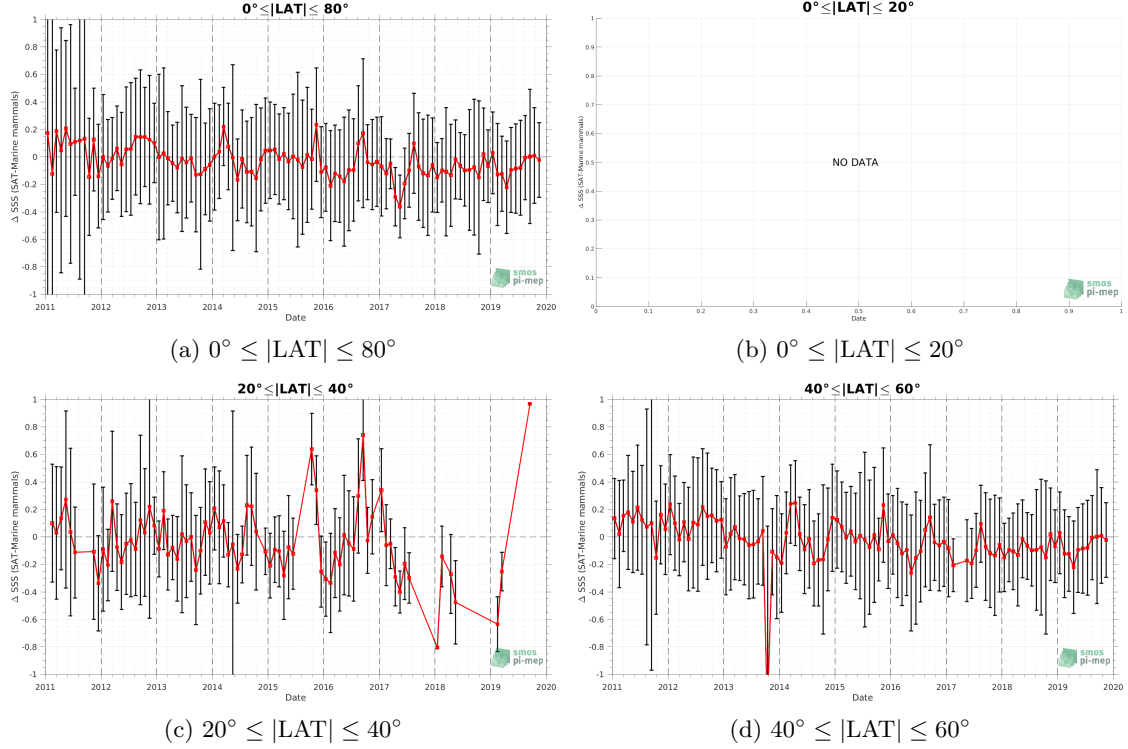 0°≤|LAT|≤ 80°
Δ SSS (SAT-Marine mammals)
1
0.8
0.6
0.4
0.2
0
-0.2
-0.4
-0.6
-0.8
-1
2011 2012 2013 2014 2015 2016 2017 2018 2019 2020
Date
smos
pi-mep
(a) 0° ≤ |LAT| ≤ 80°
0°≤|LAT|≤ 20°
Δ SSS (SAT-Marine mammals)
1
0.9
0.8
0.7
0.6
0.5
0.4
0.3
0.2
0.1
0
NO DATA
0 0.1 0.2 0.3 0.4 0.5 0.6 0.7 0.8 0.9 1
Date
smos
pi-mep
(b) 0° ≤ |LAT| ≤ 20°
20°≤|LAT|≤ 40°
Δ SSS (SAT-Marine mammals)
1
0.8
0.6
0.4
0.2
0
-0.2
-0.4
-0.6
-0.8
-1
2011 2012 2013 2014 2015 2016 2017 2018 2019 2020
Date
smos
pi-mep
(c) 20° ≤ |LAT| ≤ 40°
40°≤|LAT|≤ 60°
Δ SSS (SAT-Marine mammals)
1
0.8
0.6
0.4
0.2
0
-0.2
-0.4
-0.6
-0.8
-1
2011 2012 2013 2014 2015 2016 2017 2018 2019 2020
Date
smos
pi-mep
(d) 40° ≤ |LAT| ≤ 60°